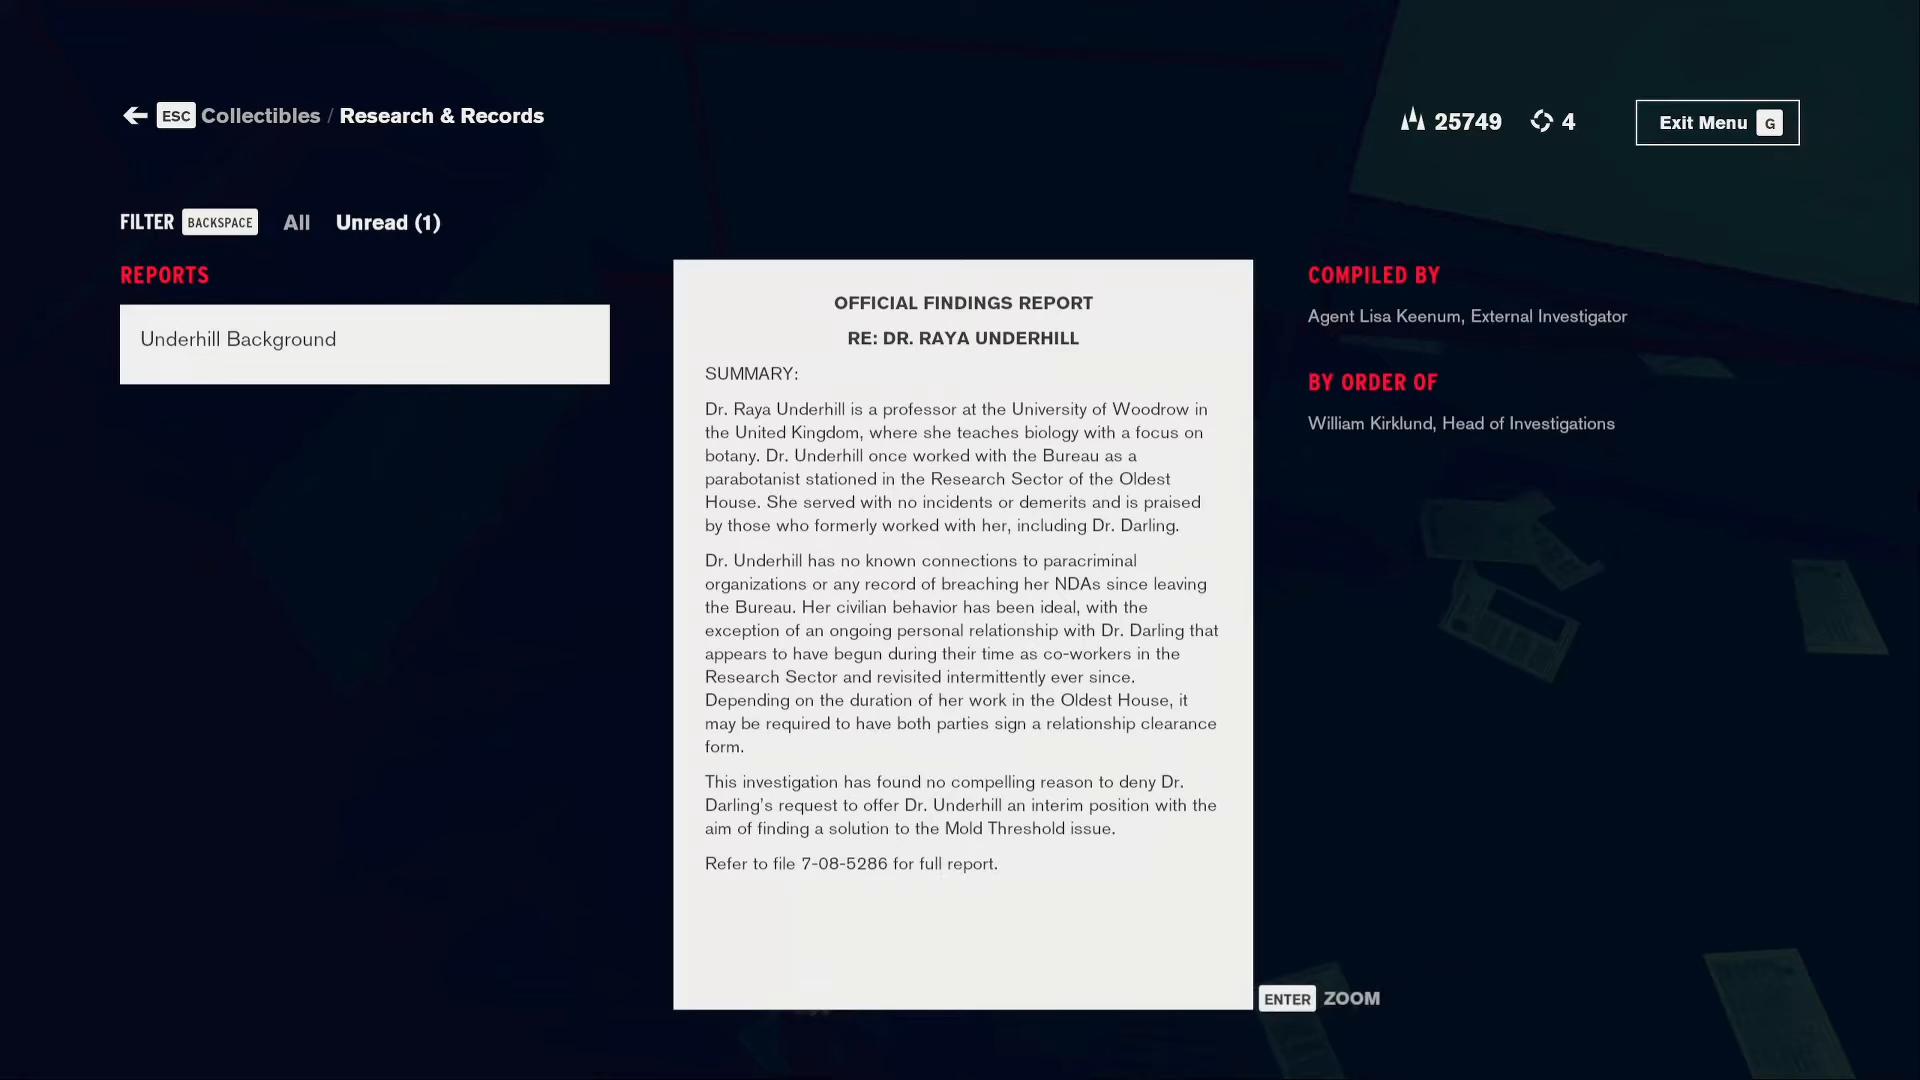 ESC Collectibles / Research & Records
25749
4
Exit Menu G
FILTER BACKSPACE All Unread (1)
REPORTS
Underhill Background
OFFICIAL FINDINGS REPORT
RE: DR. RAYA UNDERHILL
SUMMARY:
Dr. Raya Underhill is a professor at the University of Woodrow in
the United Kingdom, where she teaches biology with a focus on
botany. Dr. Underhill once worked with the Bureau as a
parabotanist stationed in the Research Sector of the Oldest
House. She served with no incidents or demerits and is praised
by those who formerly worked with her, including Dr. Darling.
Dr. Underhill has no known connections to paracriminal
organizations or any record of breaching her NDAs since leaving
the Bureau. Her civilian behavior has been ideal, with the
exception of an ongoing personal relationship with Dr. Darling that
appears to have begun during their time as co-workers in the
Research Sector and revisited intermittently ever since.
Depending on the duration of her work in the Oldest House, it
may be required to have both parties sign a relationship clearance
form.
This investigation has found no compelling reason to deny Dr.
Darling's request to offer Dr. Underhill an interim position with the
aim of finding a solution to the Mold Threshold issue.
Refer to file 7-08-5286 for full report.
COMPILED BY
Agent Lisa Keenum, External Investigator
BY ORDER OF
William Kirklund, Head of Investigations
ENTER ZOOM